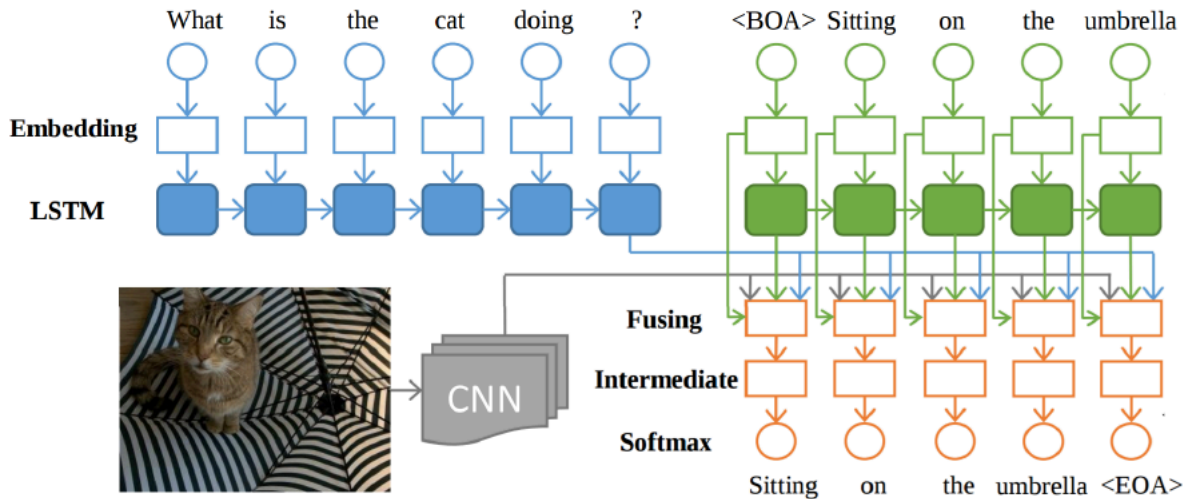 What is the cat doing ? <BOA> Sitting on the umbrella
Embedding
LSTM
Fusing
Intermediate
CNN
Softmax
Sitting on the umbrella <EOA>